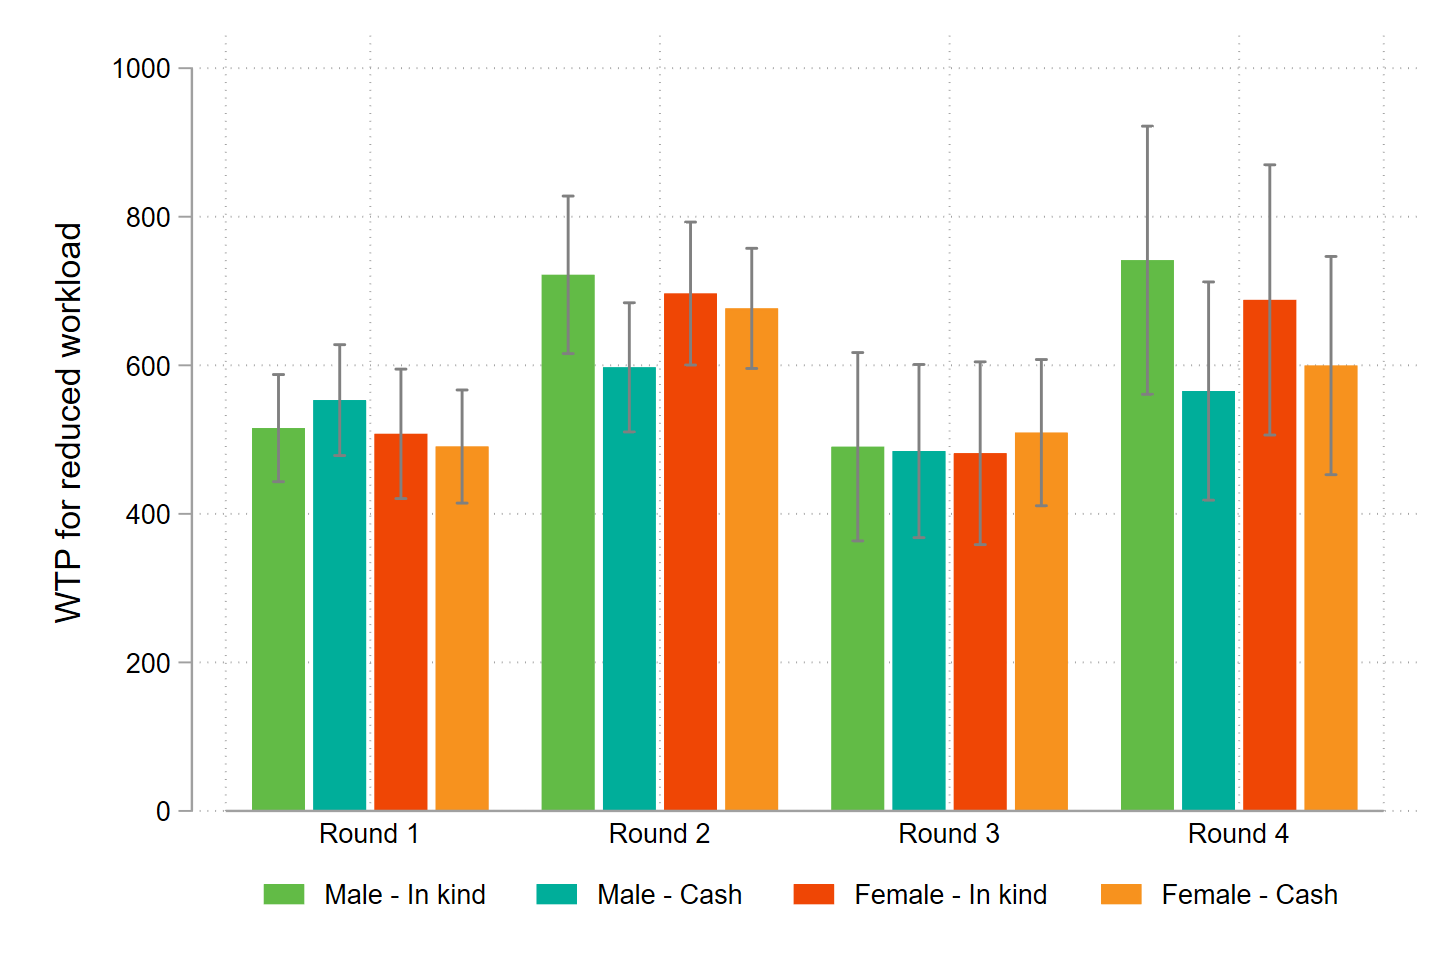 WTP for reduced workload
1000
800
600
400
200
0
Round 1 Round 2 Round 3 Round 4
Male - In kind Male - Cash Female - In kind Female - Cash